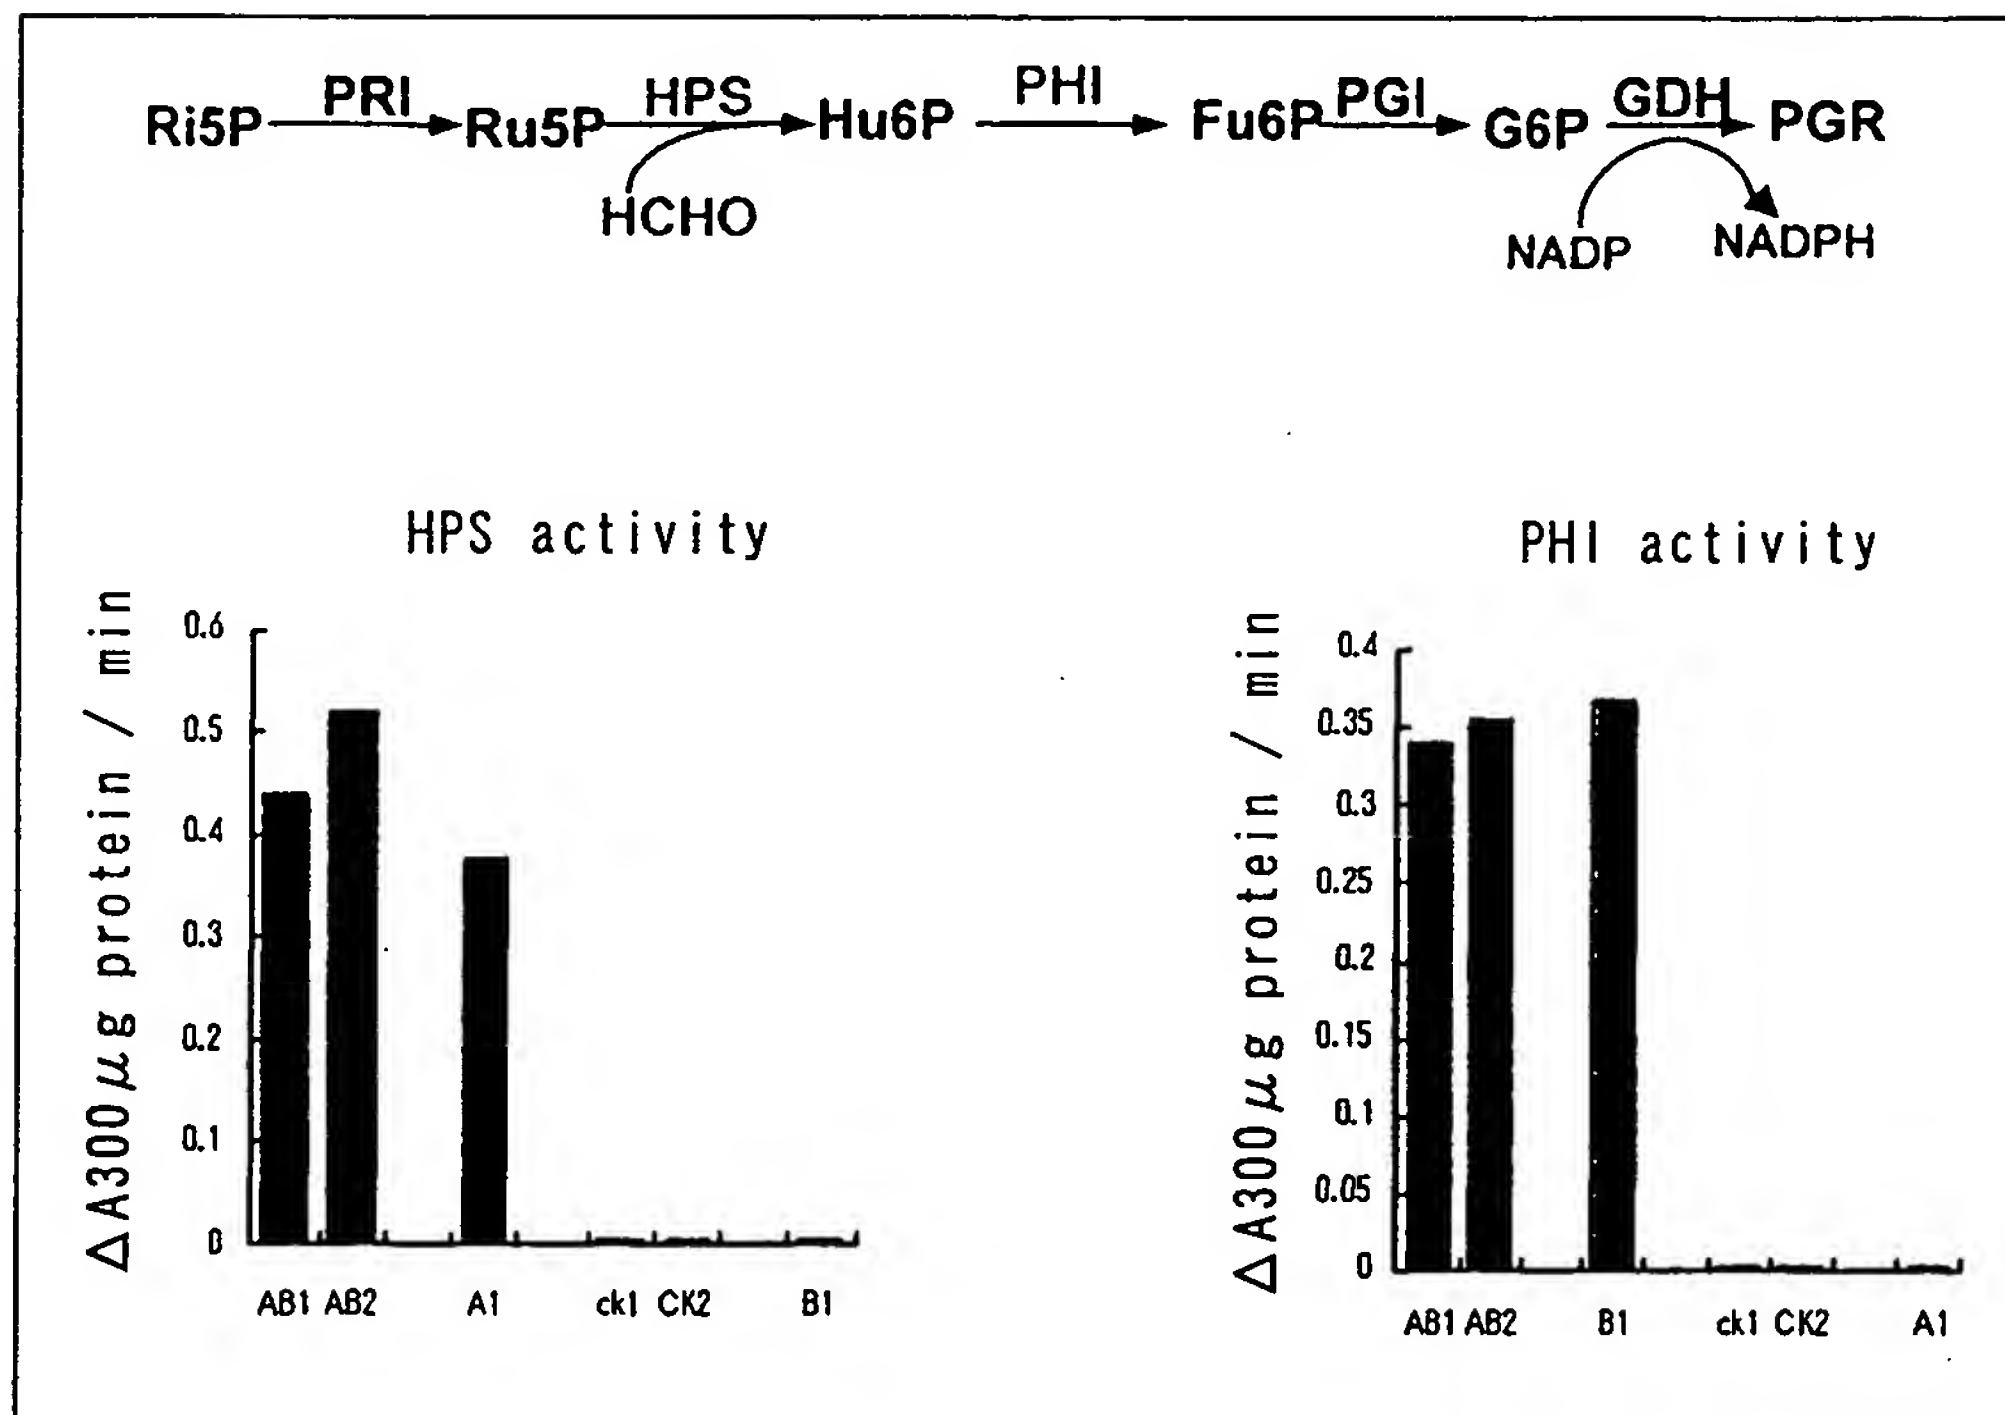 PRI HPS PHI PGI GDH
Ri5P Ru5P Hu6P Fu6P G6P PGR
HCHO
NADP NADPH
HPS activity
ΔA300μg protein / min
0.6
0.5
0.4
0.3
0.2
0.1
0
AB1 AB2 A1 ck1 CK2 B1
PHI activity
ΔA300μg protein / min
0.4
0.35
0.3
0.25
0.2
0.15
0.1
0.05
0
AB1 AB2 B1 ck1 CK2 A1